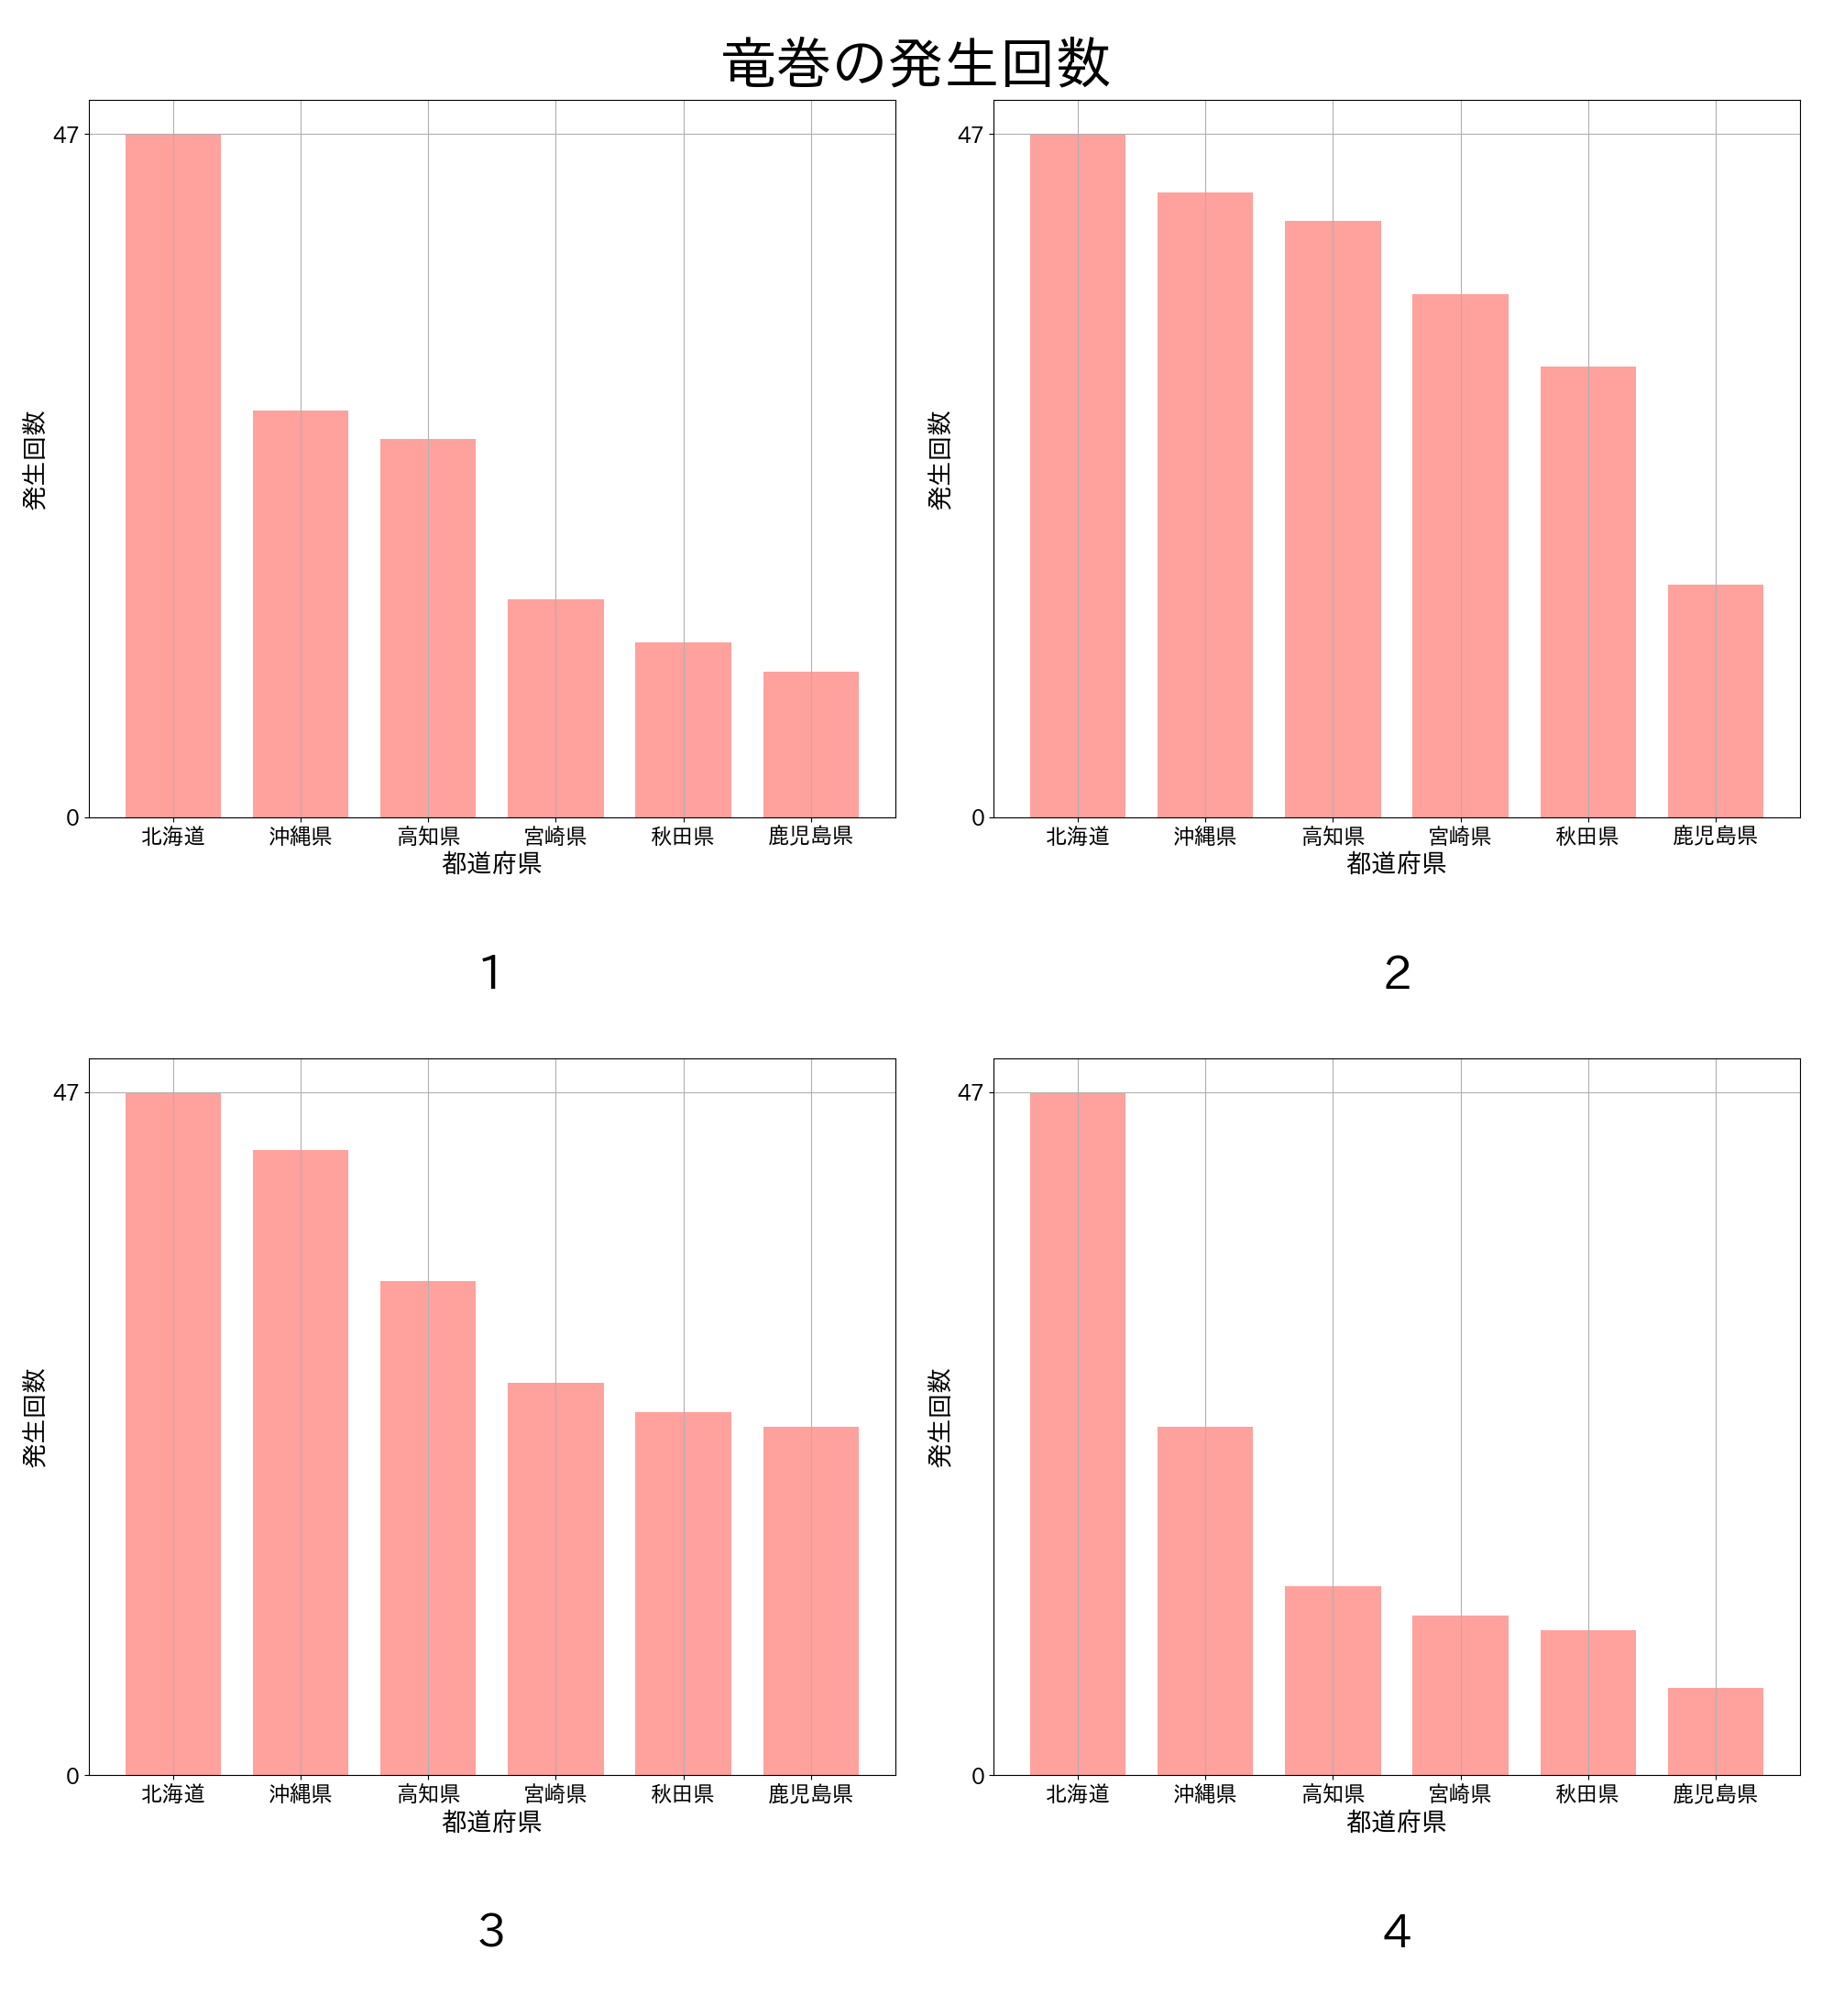 竜巻の発生回数
47
0
発生回数
北海道 沖縄県 高知県 宮崎県 秋田県 鹿児島県
都道府県
1
47
0
発生回数
北海道 沖縄県 高知県 宮崎県 秋田県 鹿児島県
都道府県
2
47
0
発生回数
北海道 沖縄県 高知県 宮崎県 秋田県 鹿児島県
都道府県
3
47
0
発生回数
北海道 沖縄県 高知県 宮崎県 秋田県 鹿児島県
都道府県
4